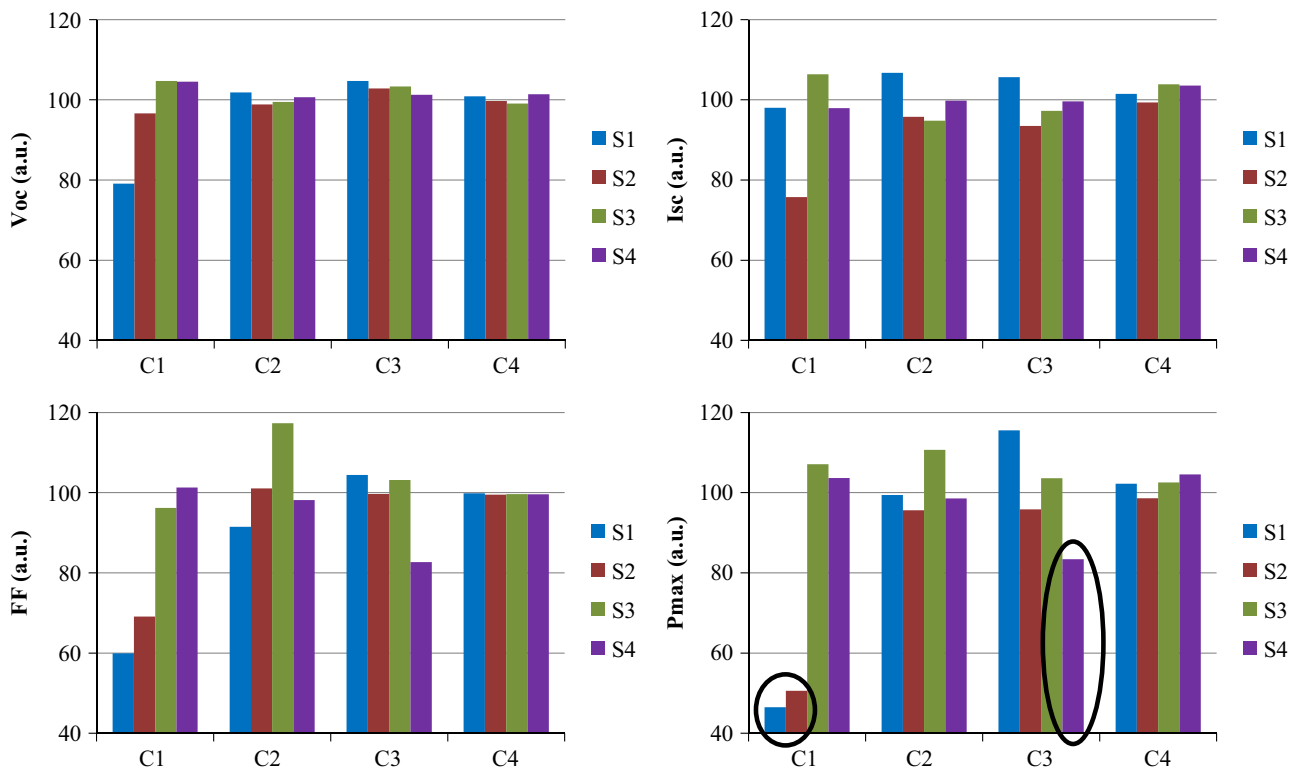 120
100
80
60
40
Voc (a.u.)
C1 C2 C3 C4
S1
S2
S3
S4
120
100
80
60
40
Isc (a.u.)
C1 C2 C3 C4
S1
S2
S3
S4
120
100
80
60
40
FF (a.u.)
C1 C2 C3 C4
S1
S2
S3
S4
120
100
80
60
40
Pmax (a.u.)
C1 C2 C3 C4
S1
S2
S3
S4